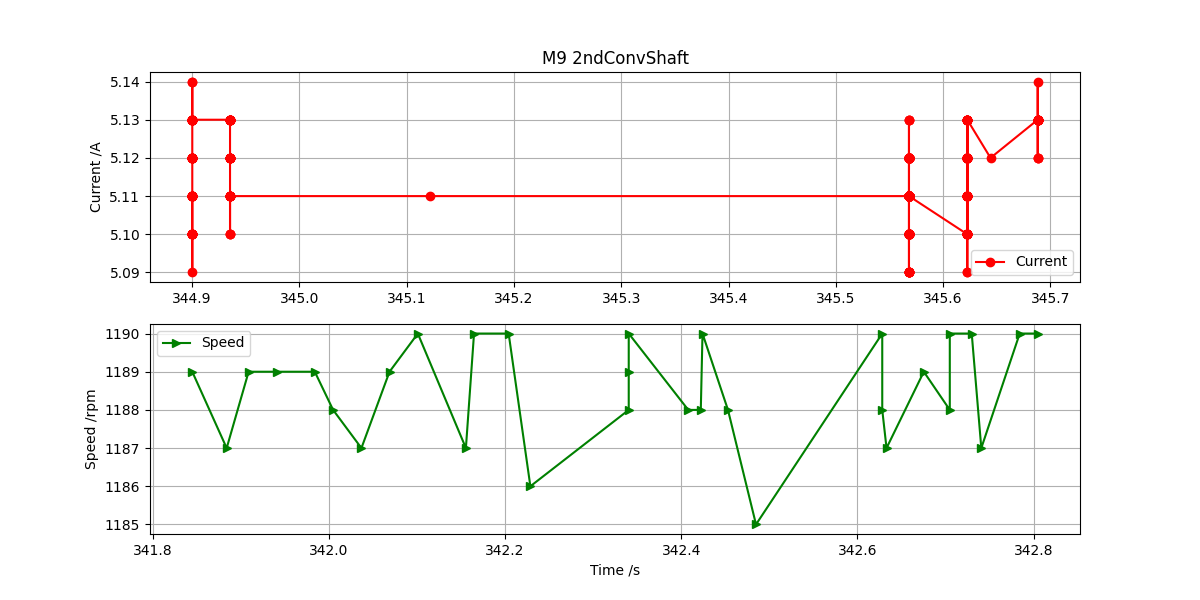 M9 2ndConvShaft
5.14
5.13
5.12
5.11
5.10
5.09
Current /A
Current
344.9 345.0 345.1 345.2 345.3 345.4 345.5 345.6 345.7
1190
1189
1188
1187
1186
1185
Speed /rpm
Speed
341.8 342.0 342.2 342.4 342.6 342.8
Time /s